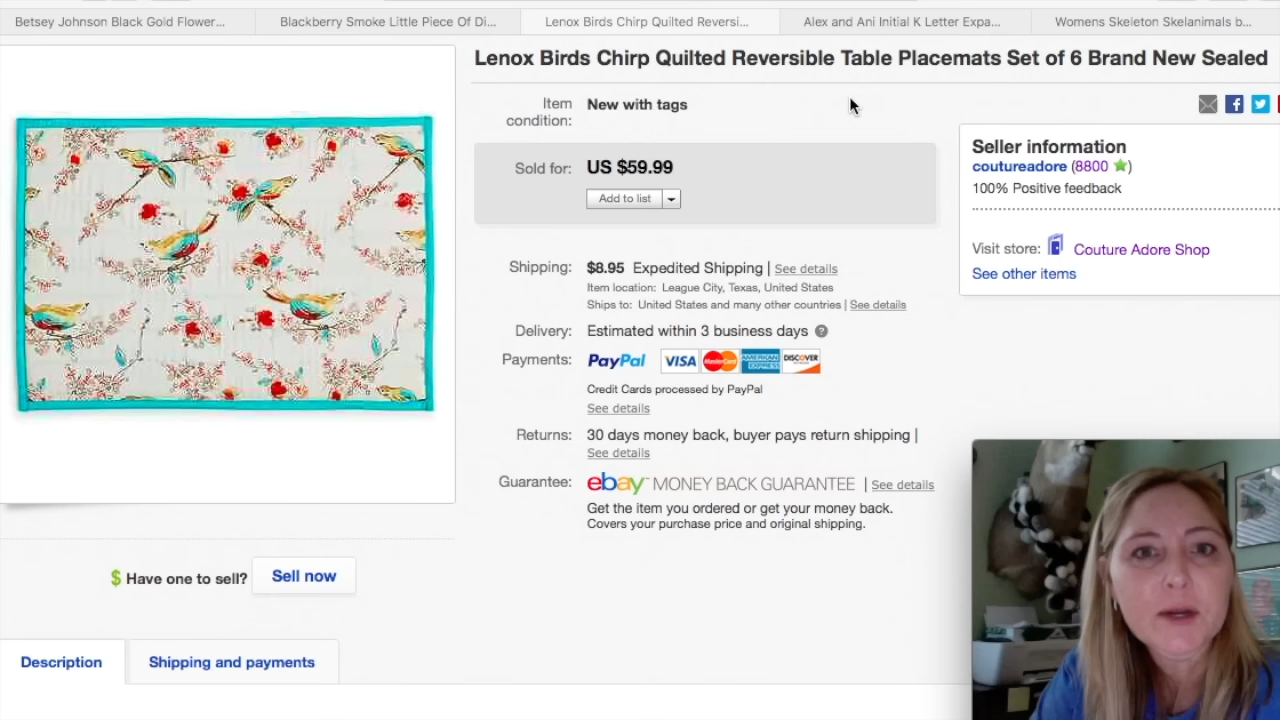 Betsey Johnson Black Gold Flower...
Blackberry Smoke Little Piece Of Di...
Lenox Birds Chirp Quilted Reversi...
Alex and Ani Initial K Letter Expa...
Womens Skeleton Skelanimals b...
Lenox Birds Chirp Quilted Reversible Table Placemats Set of 6 Brand New Sealed
Item condition:
New with tags
Sold for:
US $59.99
Add to list
Seller information
coutureadore (8800)
100% Positive feedback
Visit store:
Couture Adore Shop
See other items
Shipping:
$8.95 Expedited Shipping | See details
Item location: League City, Texas, United States
Ships to: United States and many other countries | See details
Delivery:
Estimated within 3 business days ?
Payments:
PayPal VISA MasterCard AMERICAN EXPRESS DISCOVER
Credit Cards processed by PayPal
See details
Returns:
30 days money back, buyer pays return shipping |
See details
Guarantee:
ebay MONEY BACK GUARANTEE | See details
Get the item you ordered or get your money back.
Covers your purchase price and original shipping.
$ Have one to sell?
Sell now
Description
Shipping and payments